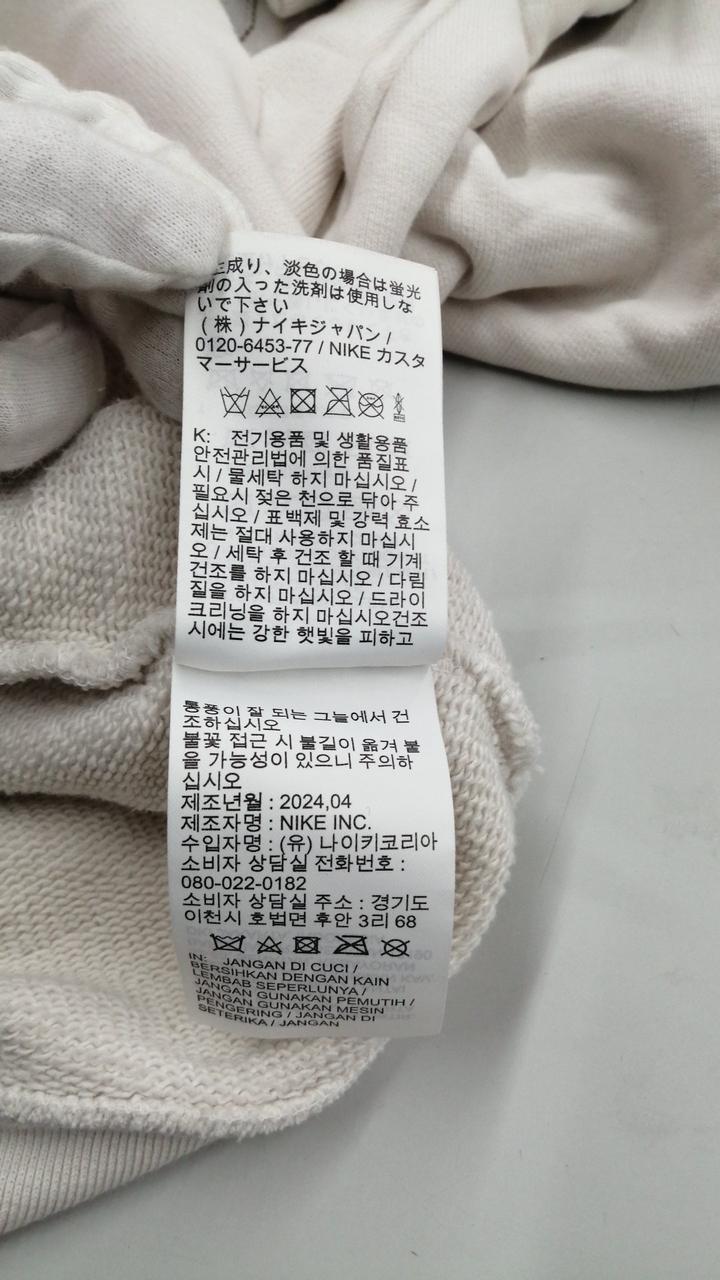 成り、淡色の場合は蛍光
剤の入った洗剤は使用しな
いで下さい
(株)ナイキジャパン /
0120-6453-77 / NIKE カスタ
マーサービス
K: 전기용품 및 생활용품
안전관리법에 의한 품질표
시 / 물세탁 하지 마십시오 /
필요시 젖은 천으로 닦아 주
십시오 / 표백제 및 강력 효소
제는 절대 사용하지 마십시
오 / 세탁 후 건조 할 때 기계
건조를 하지 마십시오 / 다림
질을 하지 마십시오 / 드라이
크리닝을 하지 마십시오건조
시에는 강한 햇빛을 피하고
통풍이 잘 되는 그늘에서 건
조하십시오
불꽃 접근 시 불길이 옮겨 붙
을 가능성이 있으니 주의하
십시오
제조년월 : 2024,04
제조자명 : NIKE INC.
수입자명 : (유) 나이키코리아
소비자 상담실 전화번호 :
080-022-0182
소비자 상담실 주소 : 경기도
이천시 호법면 후안 3리 68
IN: JANGAN DI CUCI /
BERSIHKAN DENGAN KAIN
LEMBAB SEPERLUNYA /
JANGAN GUNAKAN PEMUTIH /
PENGERING / JANGAN DI
SETERIKA / JANGAN